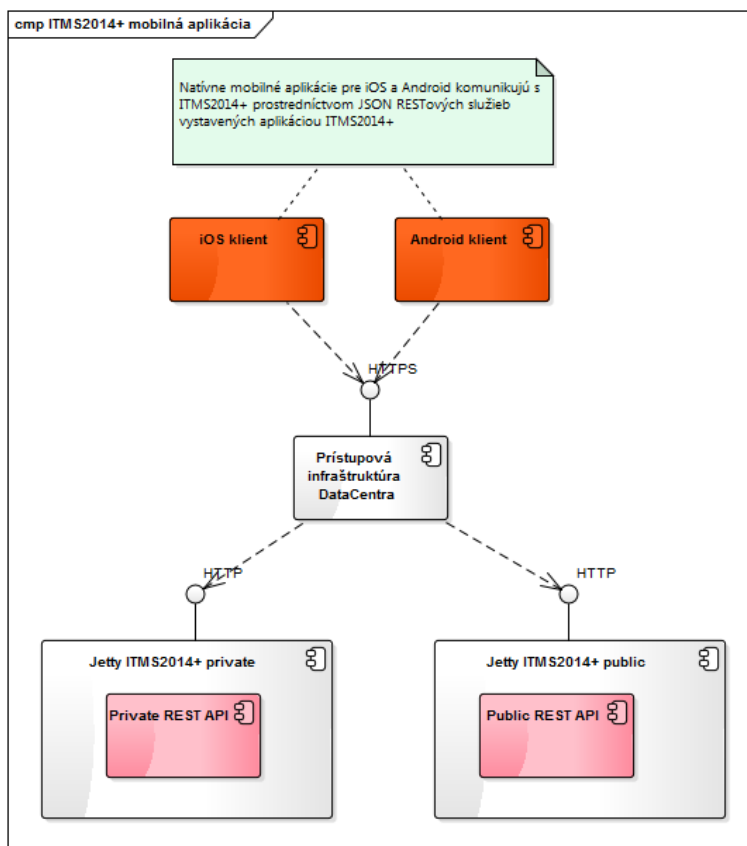 cmp ITMS2014+ mobilná aplikácia
Natívne mobilné aplikácie pre iOS a Android komunikujú s
ITMS2014+ prostredníctvom JSON RESTových služieb
vystavených aplikáciou ITMS2014+
iOS klient
Android klient
HTTPS
Prístupová
infraštruktúra
DataCentra
HTTP
HTTP
Jetty ITMS2014+ private
Jetty ITMS2014+ public
Private REST API
Public REST API